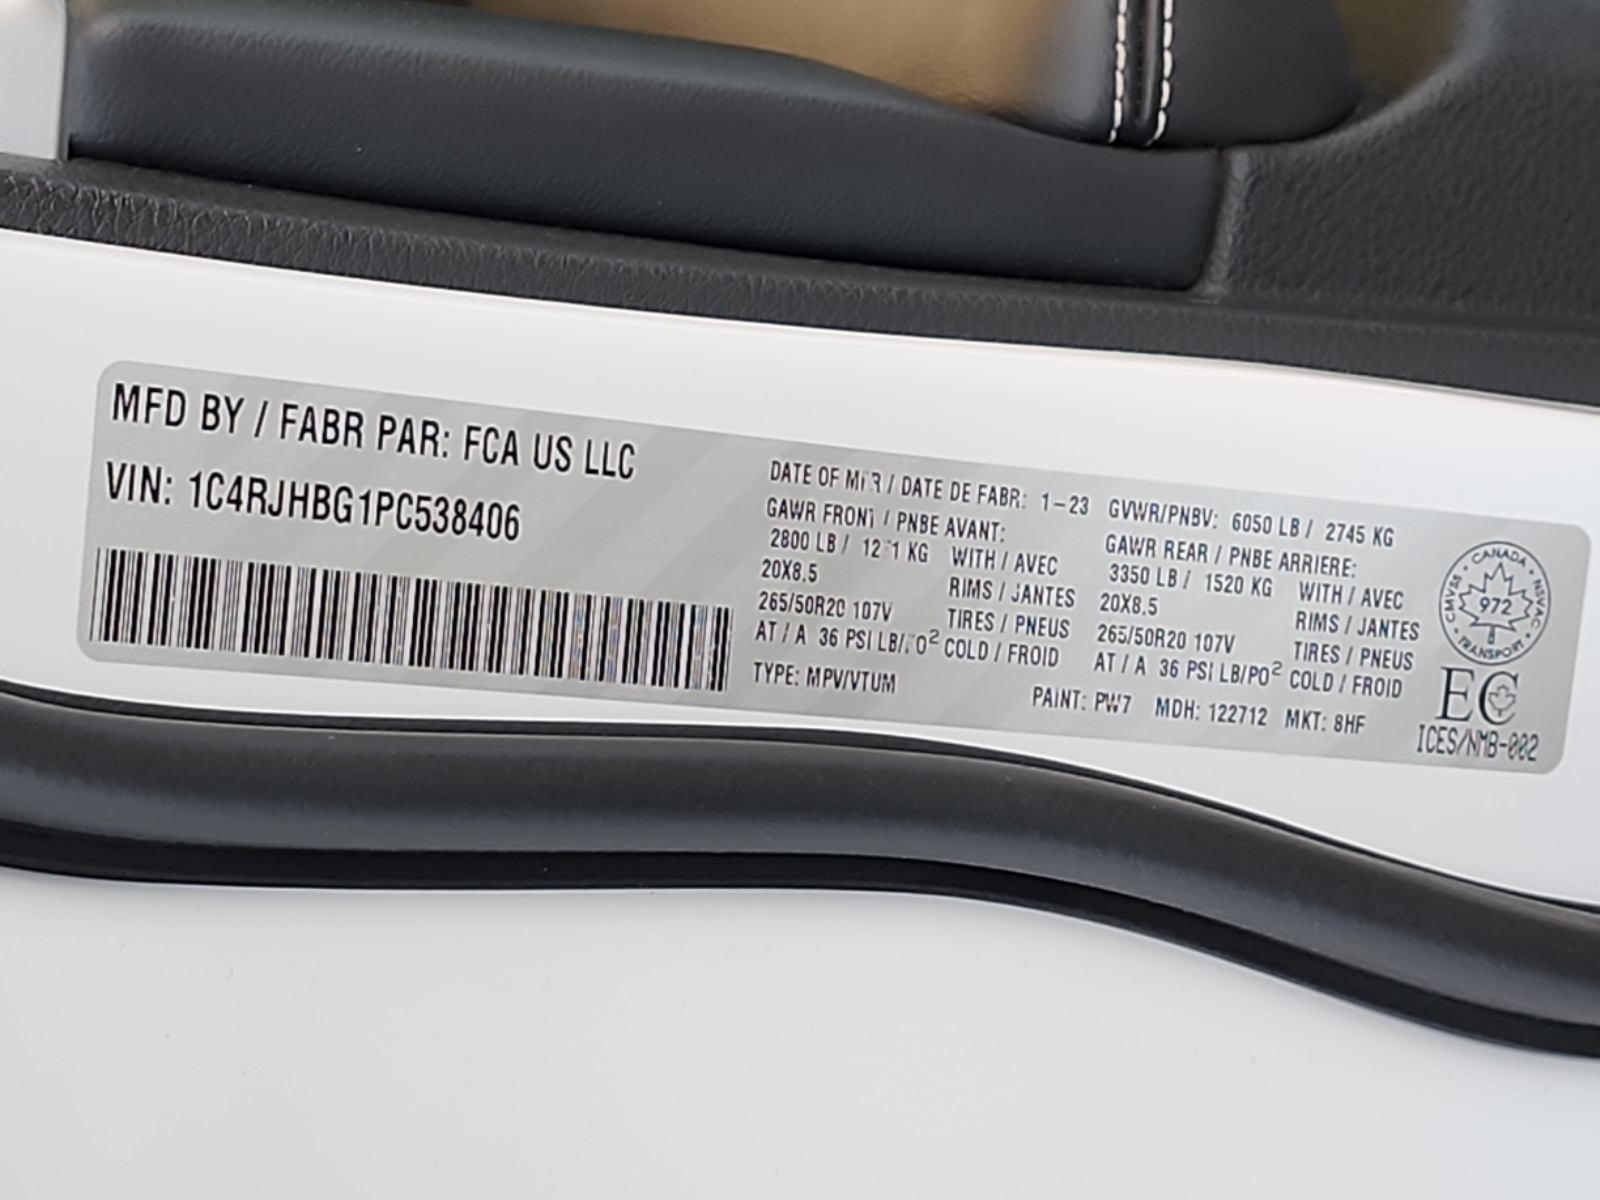 MFD BY / FABR PAR: FCA US LLC
VIN: 1C4RJHBG1PC538406
DATE OF / DATE DE FABR: 1-23 GVWR/PNBV: 6050 LB / 2745 KG
GAWR FRONT / PNBE AVANT:
2800 LB / KG WITH / AVEC
20X8.5 RIMS / JANTES
265/50R20 107V TIRES / PNEUS
AT / A 36 PSI COLD / FROID
GAWR REAR / PNBE ARRIERE:
3350 LB / 1520 KG WITH / AVEC
20X8.5 RIMS / JANTES
265/50R20 107V TIRES / PNEUS
AT / A 36 PSI LB/PO² COLD / FROID
TYPE: MPV/VTUM
PAINT: PW7 MDH: 122712 MKT: 8HF
CANADA • NSVAC • TRANSPORT • CMVSS •
972
EC
ICES/NMB-002